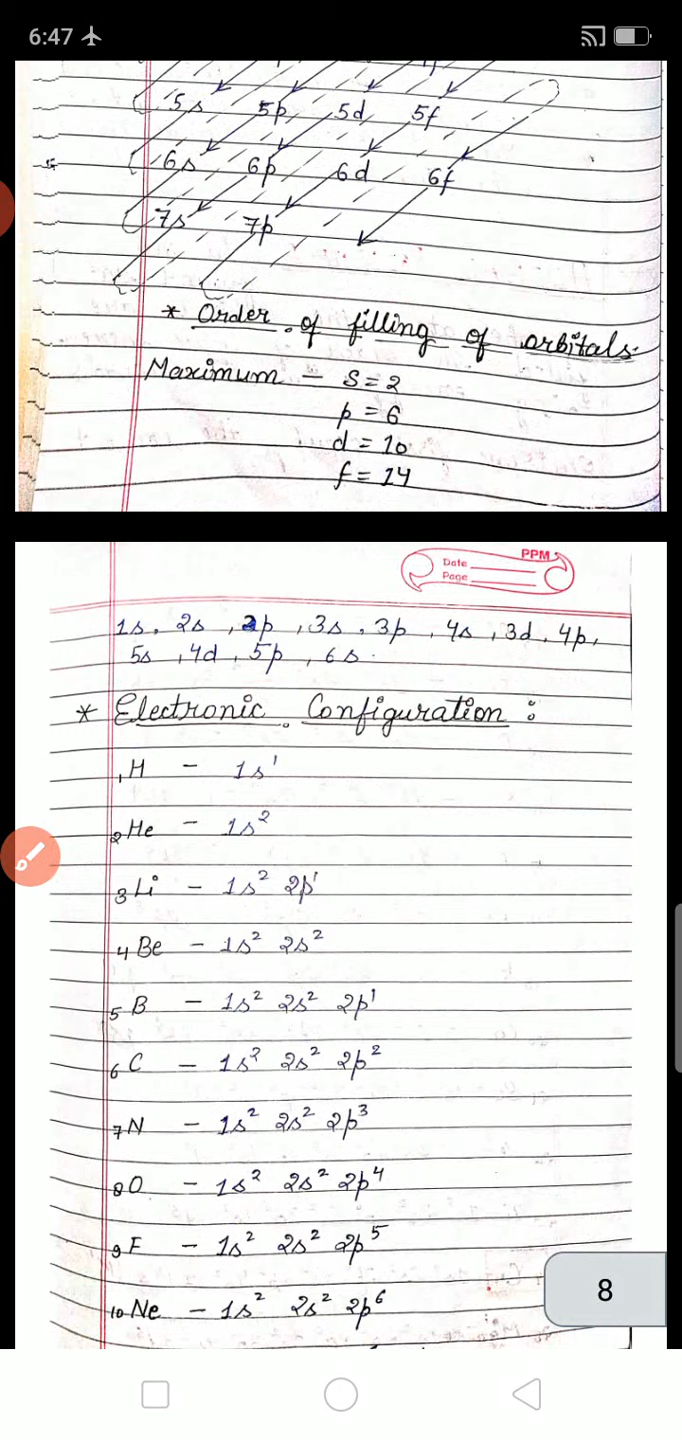 6:47
5s 5p 5d 5f
6s 6p 6d 6f
7s 7p
* Order of filling of orbitals.
Maximum - s = 2
p = 6
d = 10
f = 14
PPM
Date
Page
1s, 2s, 2p, 3s, 3p, 4s, 3d, 4p,
5s, 4d, 5p, 6s.
* Electronic Configuration :
₁H - 1s¹
₂He - 1s²
₃Li - 1s² 2p¹
₄Be - 1s² 2s²
₅B - 1s² 2s² 2p¹
₆C - 1s² 2s² 2p²
₇N - 1s² 2s² 2p³
₈O - 1s² 2s² 2p⁴
₉F - 1s² 2s² 2p⁵
₁₀Ne - 1s² 2s² 2p⁶
8